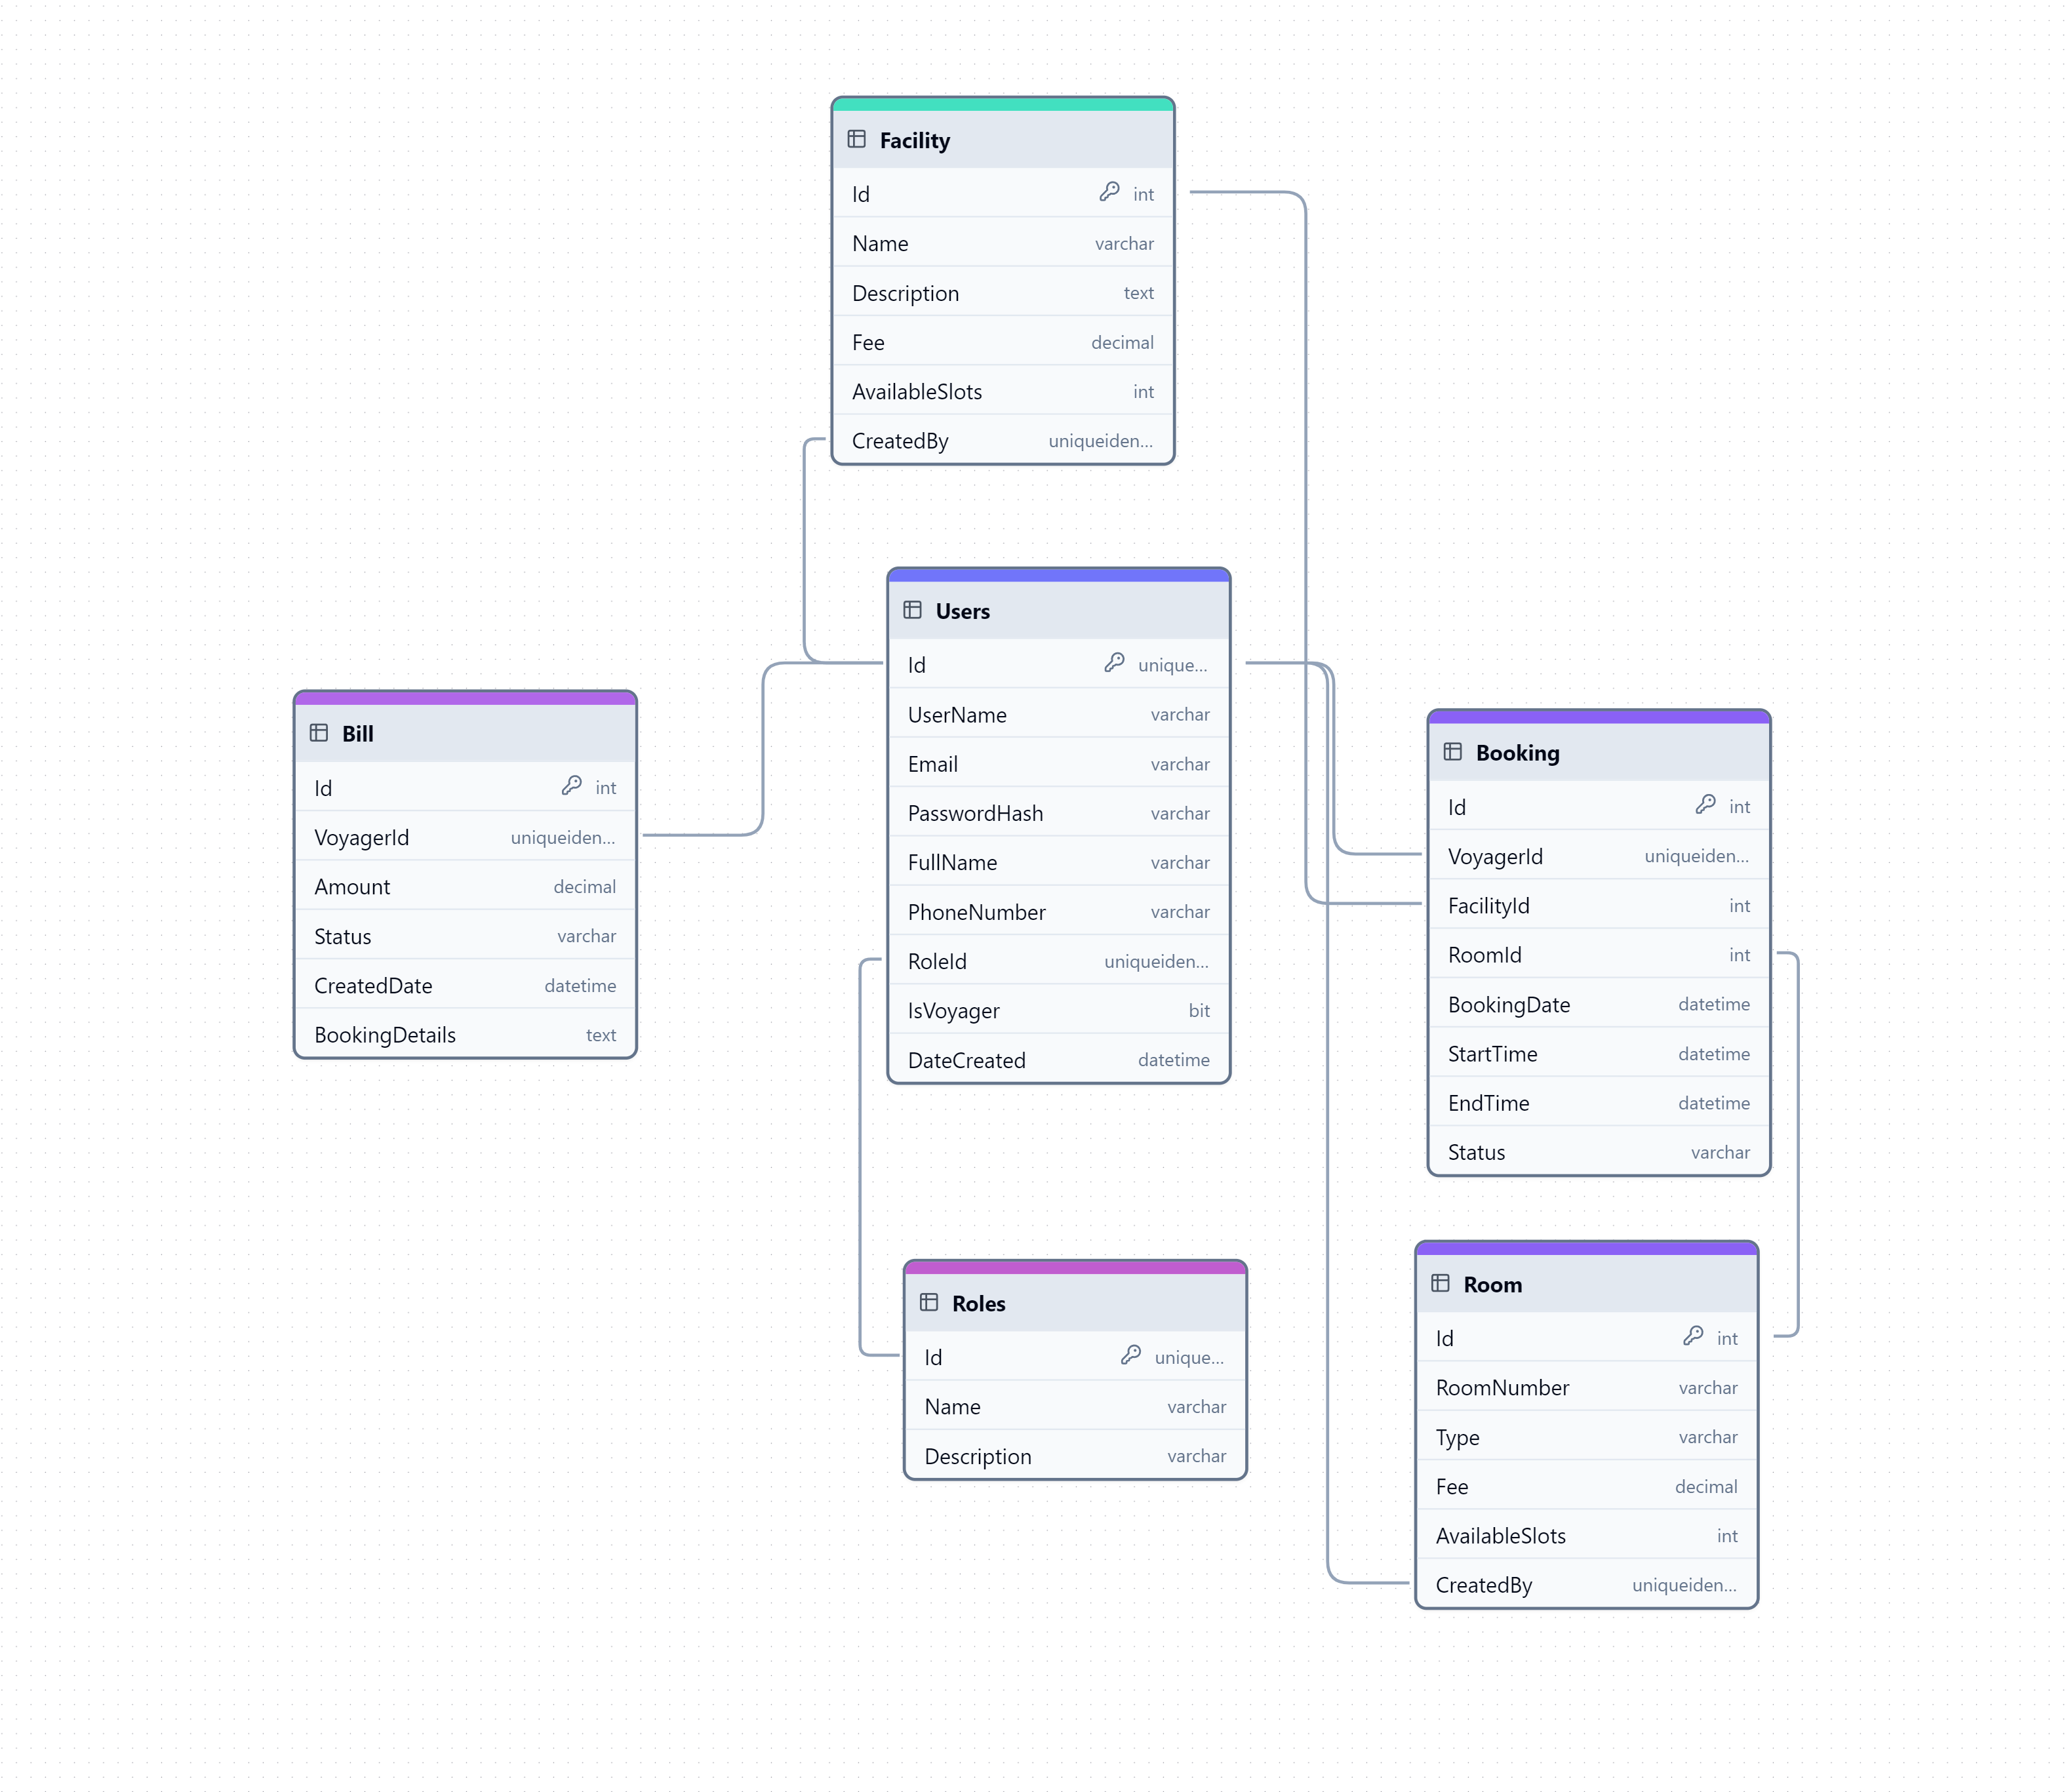 Facility
Id int
Name varchar
Description text
Fee decimal
AvailableSlots int
CreatedBy uniqueiden...
Users
Id unique...
UserName varchar
Email varchar
PasswordHash varchar
FullName varchar
PhoneNumber varchar
RoleId uniqueiden...
IsVoyager bit
DateCreated datetime
Bill
Id int
VoyagerId uniqueiden...
Amount decimal
Status varchar
CreatedDate datetime
BookingDetails text
Booking
Id int
VoyagerId uniqueiden...
FacilityId int
RoomId int
BookingDate datetime
StartTime datetime
EndTime datetime
Status varchar
Roles
Id unique...
Name varchar
Description varchar
Room
Id int
RoomNumber varchar
Type varchar
Fee decimal
AvailableSlots int
CreatedBy uniqueiden...